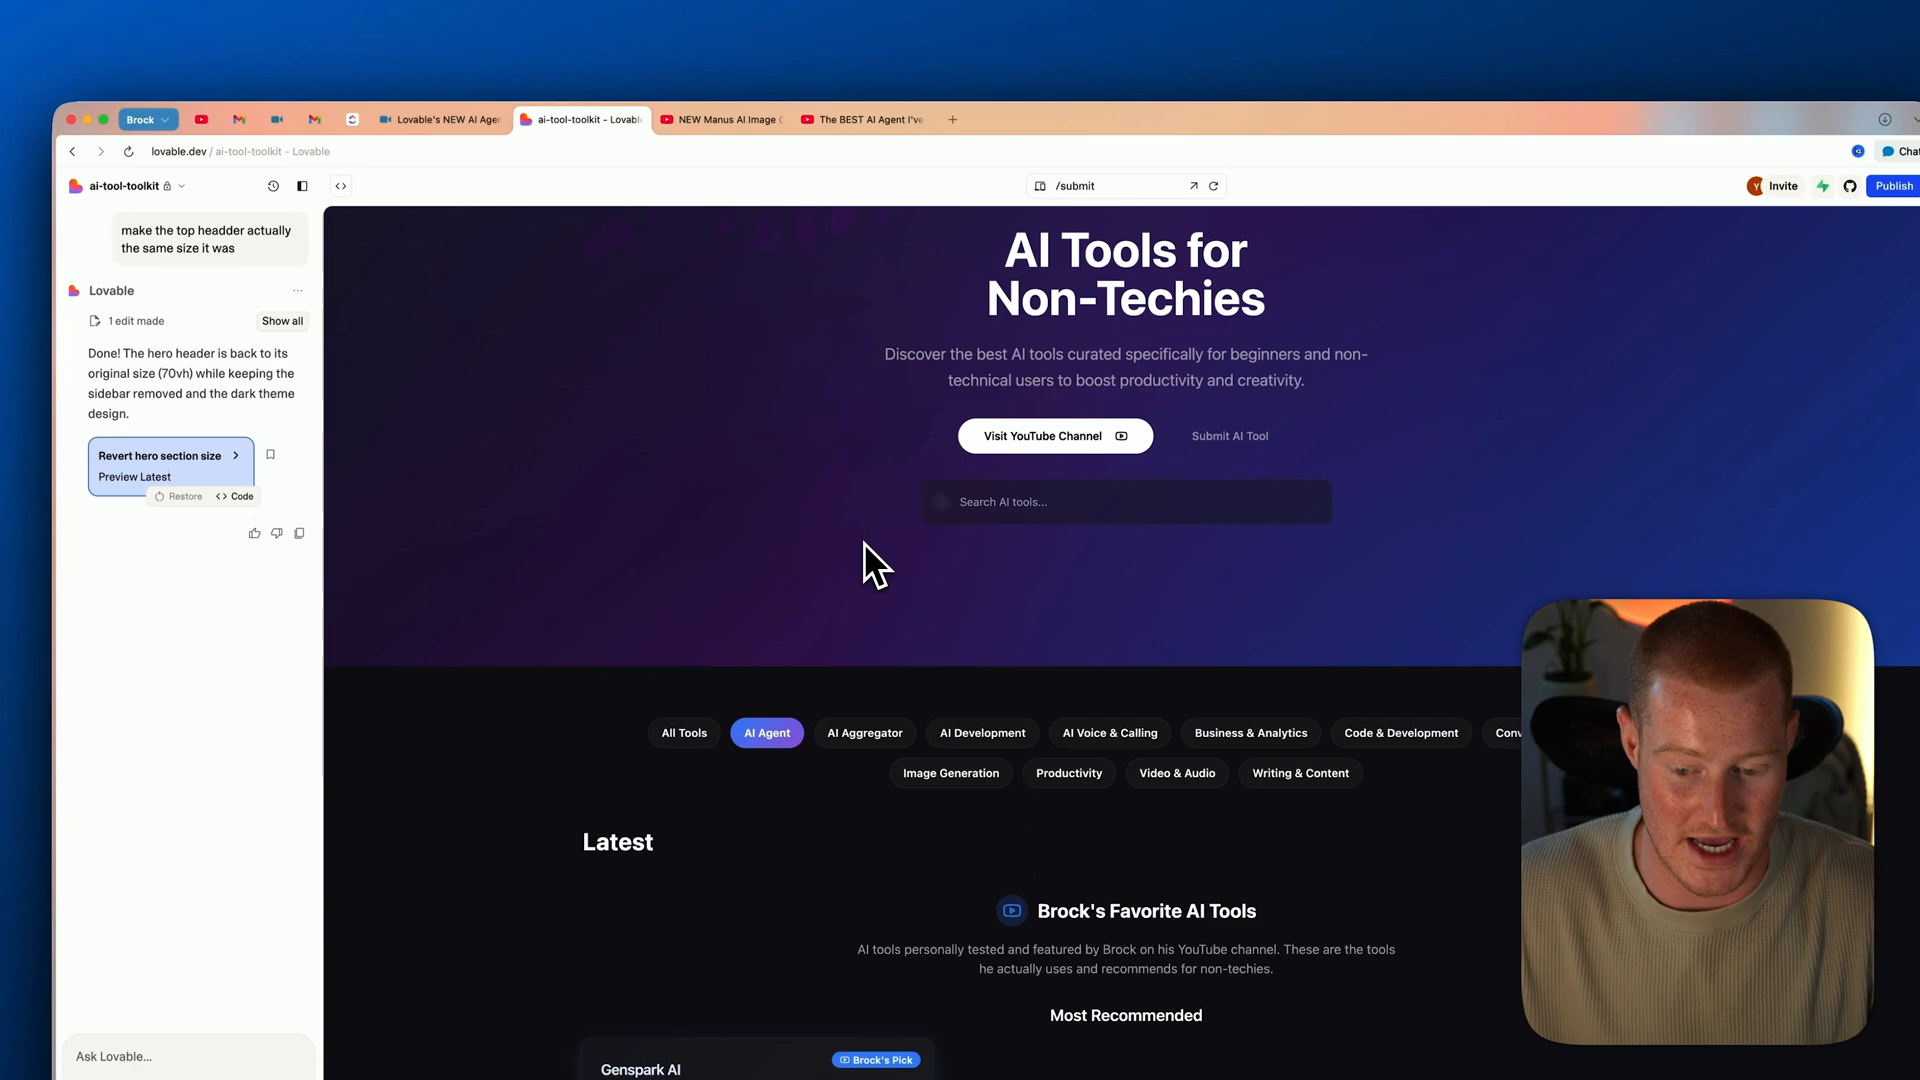 Brock
Lovable's NEW AI Agen
ai-tool-toolkit - Lovabl
NEW Manus AI Image
The BEST AI Agent I've
lovable.dev / ai-tool-toolkit - Lovable
Chat
ai-tool-toolkit
/submit
Invite
Publish
make the top headder actually
the same size it was
Lovable
1 edit made
Show all
Done! The hero header is back to its
original size (70vh) while keeping the
sidebar removed and the dark theme
design.
Revert hero section size
Preview Latest
Restore
Code
Ask Lovable...
AI Tools for
Non-Techies
Discover the best AI tools curated specifically for beginners and non-
technical users to boost productivity and creativity.
Visit YouTube Channel
Submit AI Tool
Search AI tools...
All Tools
AI Agent
AI Aggregator
AI Development
AI Voice & Calling
Business & Analytics
Code & Development
Conv
Image Generation
Productivity
Video & Audio
Writing & Content
Latest
Brock's Favorite AI Tools
AI tools personally tested and featured by Brock on his YouTube channel. These are the tools
he actually uses and recommends for non-techies.
Most Recommended
Genspark AI
Brock's Pick